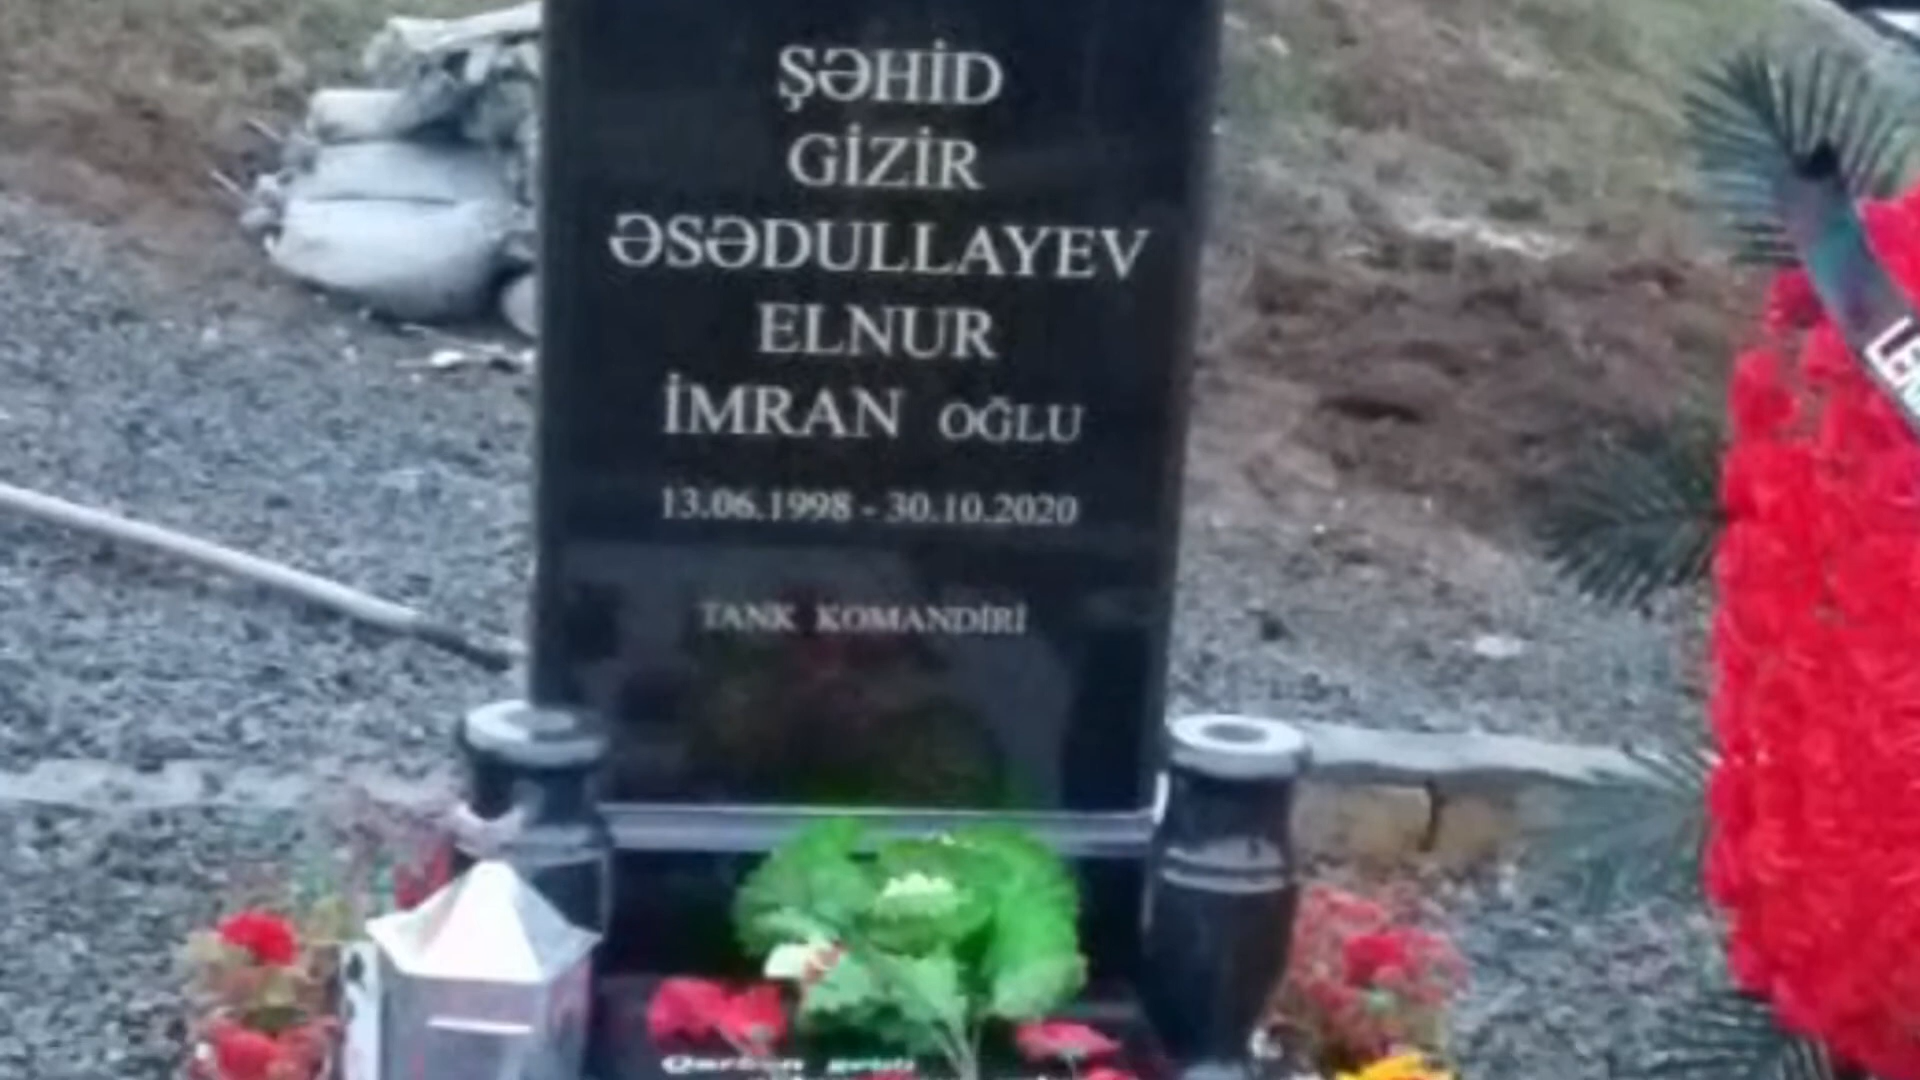 ŞƏHİD
GİZİR
ƏSƏDULLAYEV
ELNUR
İMRAN OĞLU
13.06.1998 - 30.10.2020
TANK KOMANDİRİ